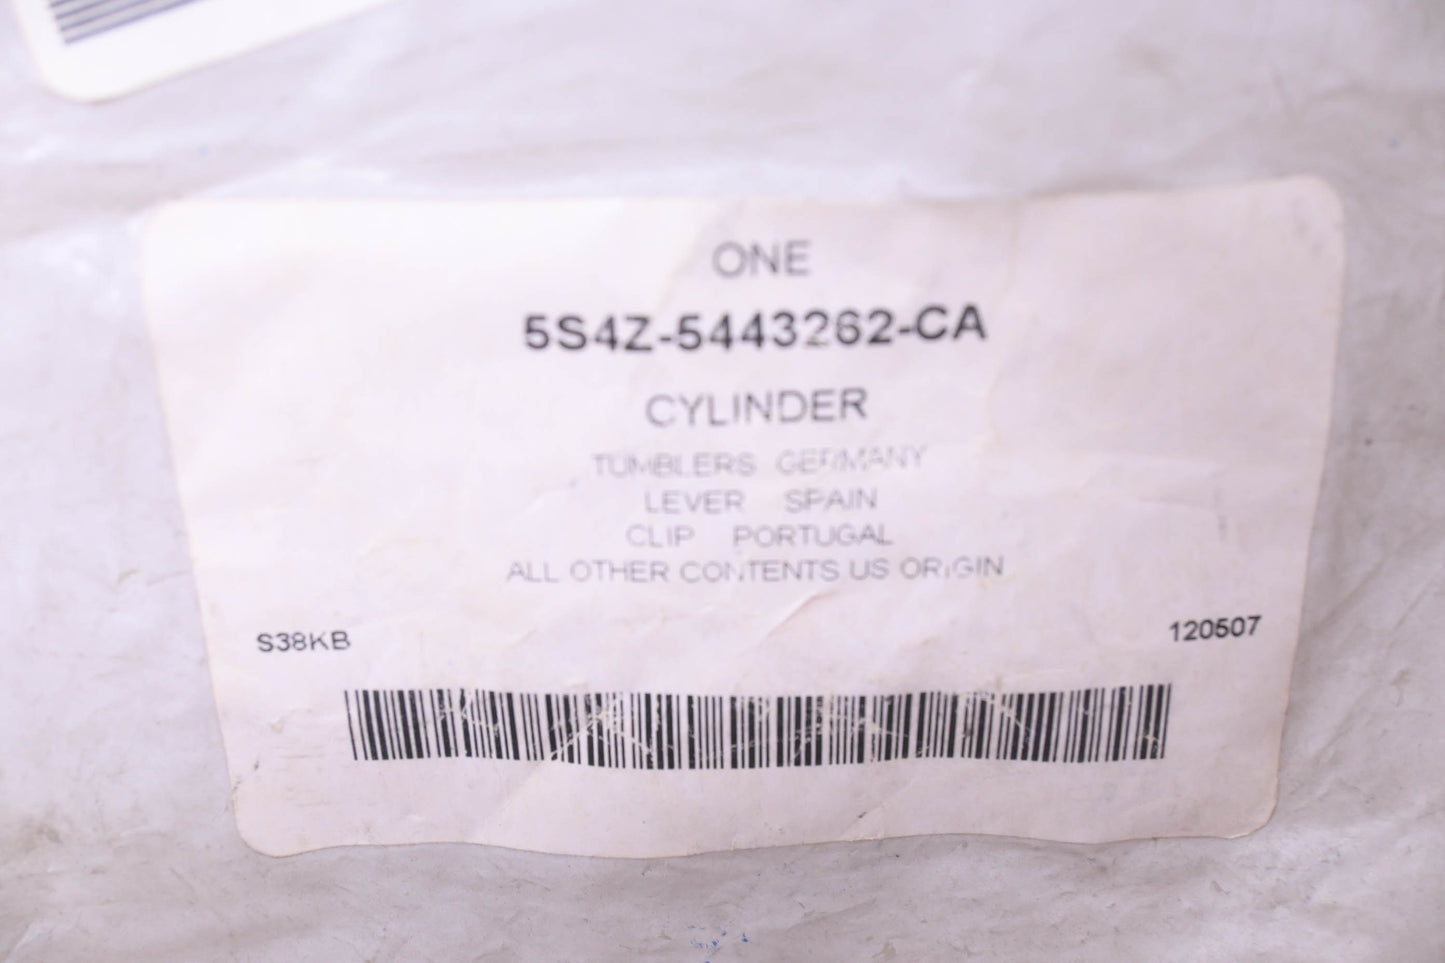 ONE
5S4Z-5443262-CA
CYLINDER
TUMBLERS GERMANY
LEVER SPAIN
CLIP PORTUGAL
ALL OTHER CONTENTS US ORIGIN
S38KB 120507